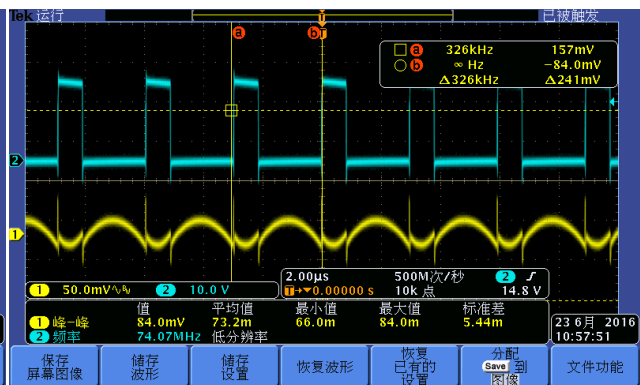 Tek 运行 已被触发
a b T
a 326kHz 157mV
b ∞ Hz −84.0mV
Δ326kHz Δ241mV
2
1
1 50.0mV 2 10.0 V
2.00µs 500M次/秒 2
T→▼0.00000 s 10k 点 14.8 V
值 平均值 最小值 最大值 标准差
1 峰−峰 84.0mV 73.2m 66.0m 84.0m 5.44m
2 频率 74.07MHz 低分辨率
23 6月 2016
10:57:51
保存
屏幕图像
储存
波形
储存
设置
恢复波形
恢复
已有的
设置
分配
Save 到
图像
文件功能